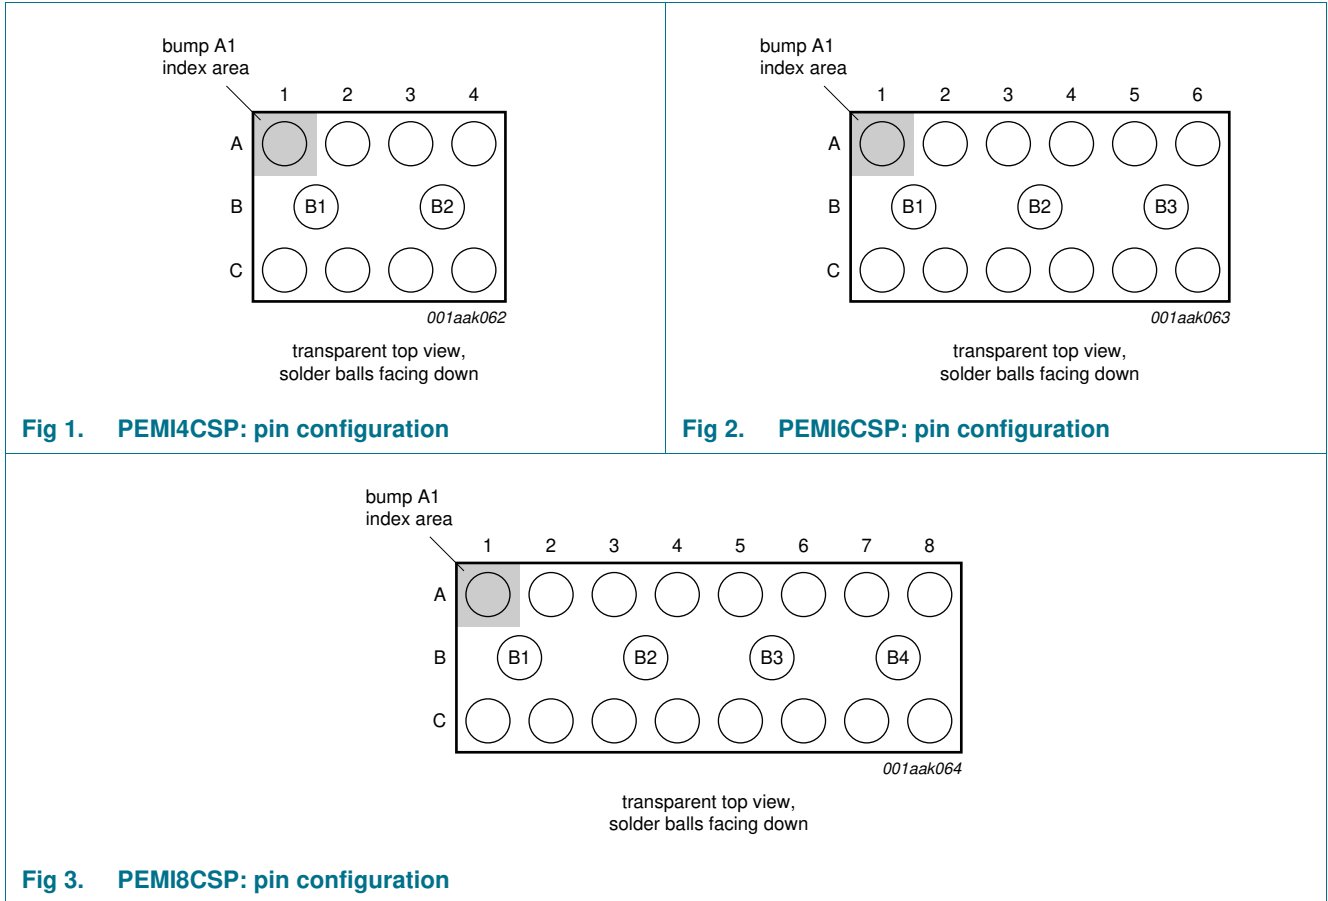 bump A1
index area
1 2 3 4
A
B B1 B2
C
001aak062
transparent top view,
solder balls facing down
Fig 1. PEMI4CSP: pin configuration
bump A1
index area
1 2 3 4 5 6
A
B B1 B2 B3
C
001aak063
transparent top view,
solder balls facing down
Fig 2. PEMI6CSP: pin configuration
bump A1
index area
1 2 3 4 5 6 7 8
A
B B1 B2 B3 B4
C
001aak064
transparent top view,
solder balls facing down
Fig 3. PEMI8CSP: pin configuration